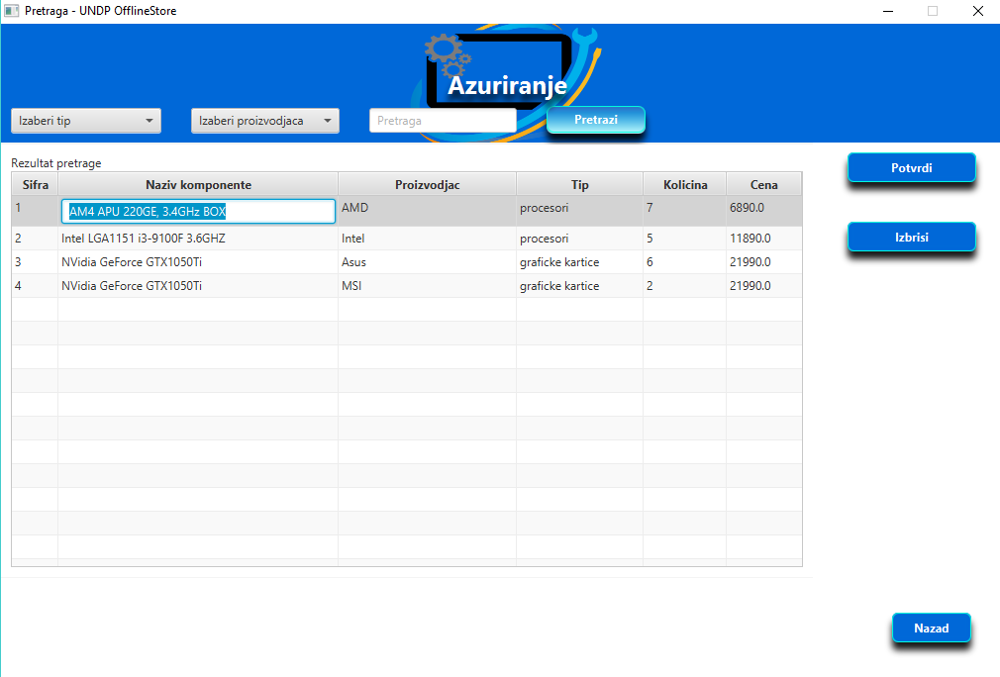 Pretraga - UNDP OfflineStore
Azuriranje
Izaberi tip Izaberi proizvodjaca Pretraga Pretrazi
Rezultat pretrage
Sifra Naziv komponente Proizvodjac Tip Kolicina Cena
1 AM4 APU 220GE, 3.4GHz BOX AMD procesori 7 6890.0
2 Intel LGA1151 i3-9100F 3.6GHZ Intel procesori 5 11890.0
3 NVidia GeForce GTX1050Ti Asus graficke kartice 6 21990.0
4 NVidia GeForce GTX1050Ti MSI graficke kartice 2 21990.0
Potvrdi
Izbrisi
Nazad